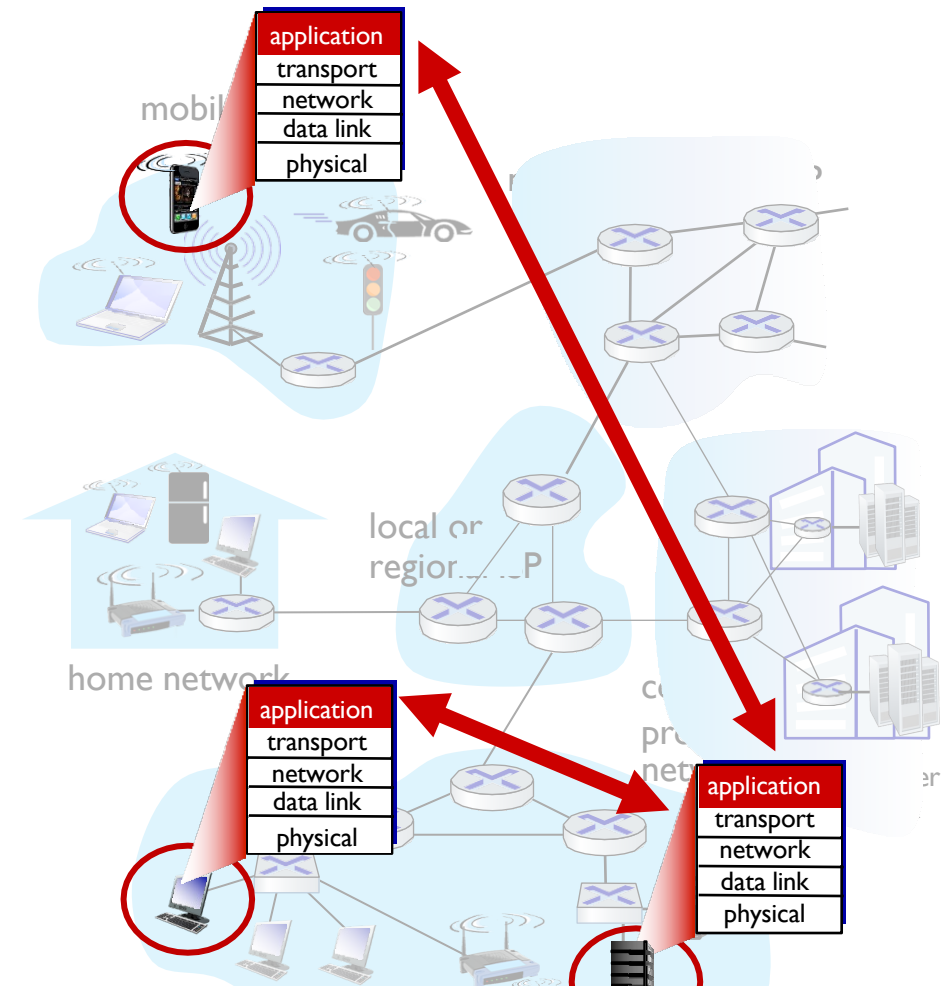 application
transport
network
data link
physical
local or
home network
application
transport
network
data link
physical
application
transport
network
data link
physical